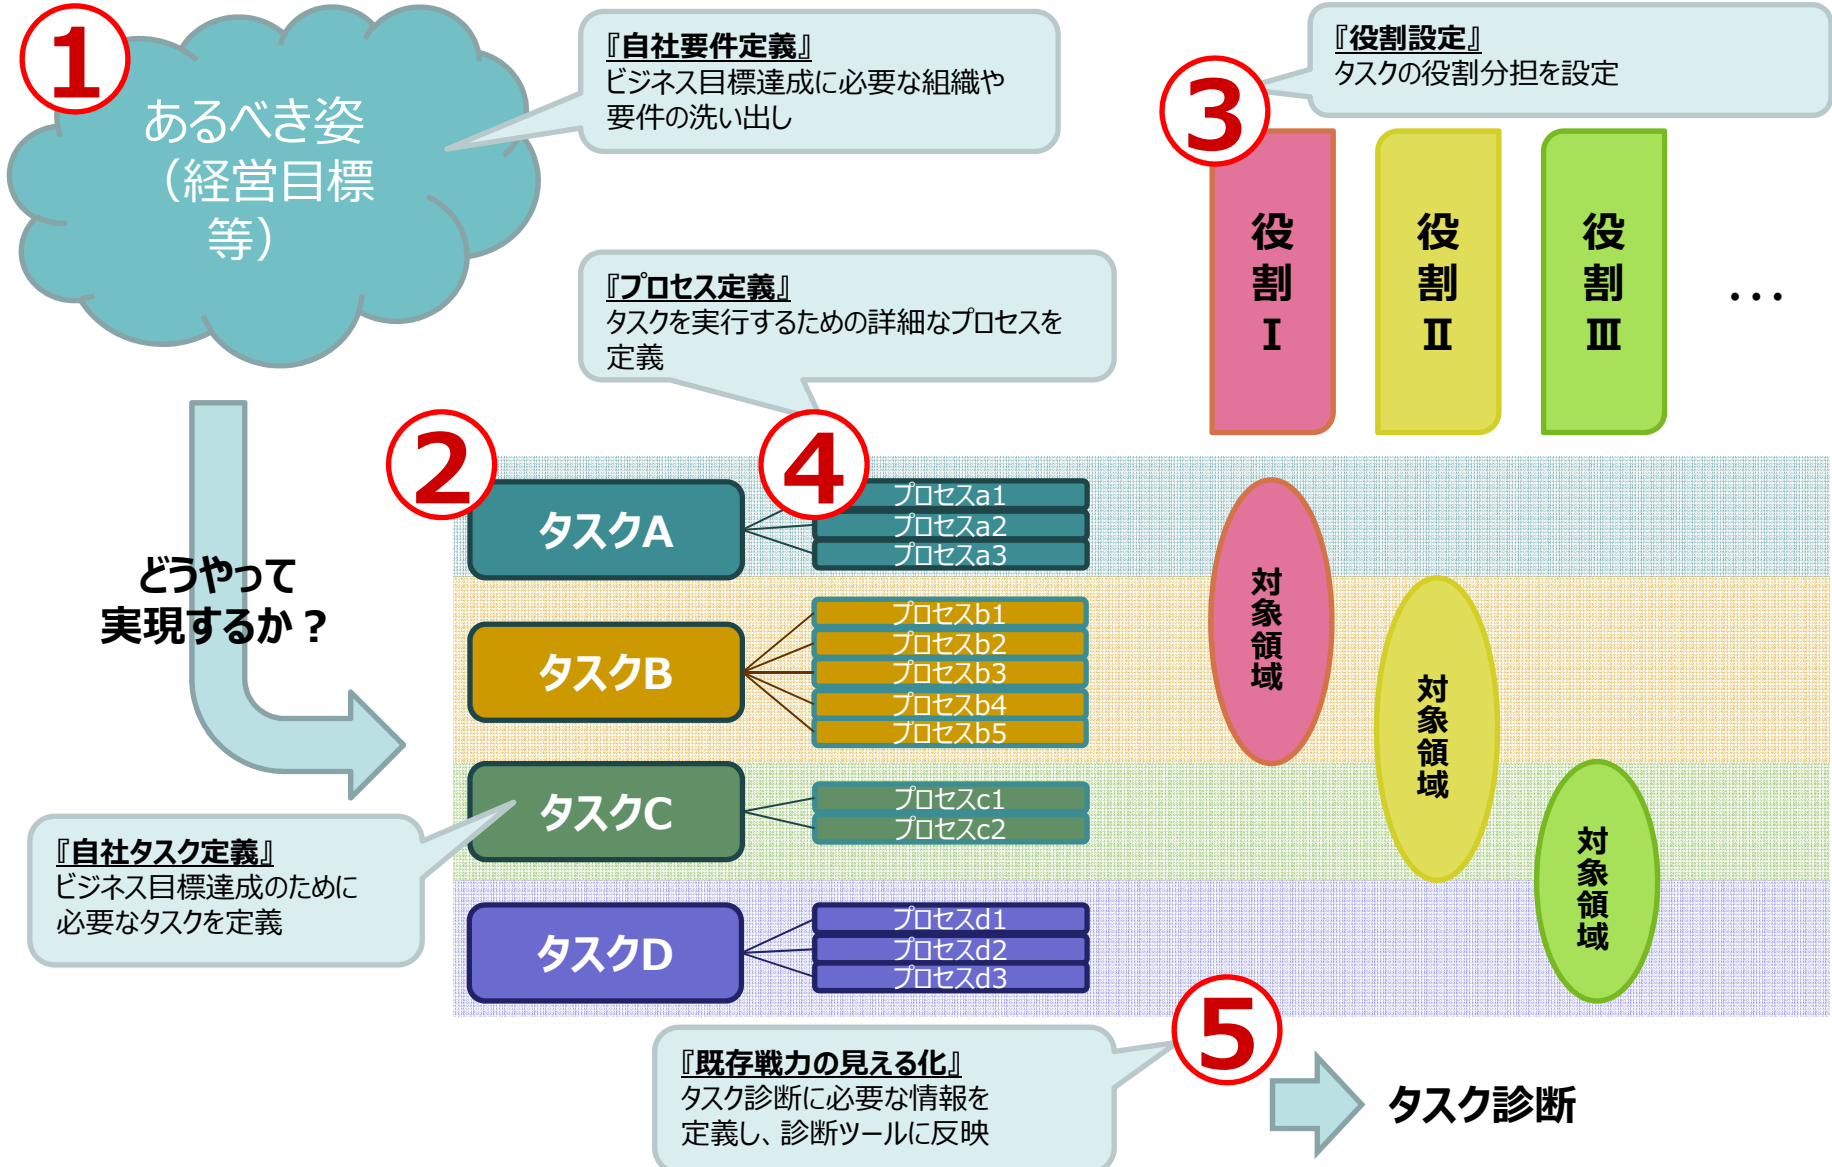 ①
あるべき姿
（経営目標
等）
『自社要件定義』
ビジネス目標達成に必要な組織や
要件の洗い出し
『役割設定』
タスクの役割分担を設定
③
役割Ⅰ
役割Ⅱ
役割Ⅲ
…
『プロセス定義』
タスクを実行するための詳細なプロセスを
定義
②
④
どうやって
実現するか？
タスクA
プロセスa1
プロセスa2
プロセスa3
タスクB
プロセスb1
プロセスb2
プロセスb3
プロセスb4
プロセスb5
タスクC
プロセスc1
プロセスc2
タスクD
プロセスd1
プロセスd2
プロセスd3
対象領域
対象領域
対象領域
『自社タスク定義』
ビジネス目標達成のために
必要なタスクを定義
⑤
『既存戦力の見える化』
タスク診断に必要な情報を
定義し、診断ツールに反映
タスク診断